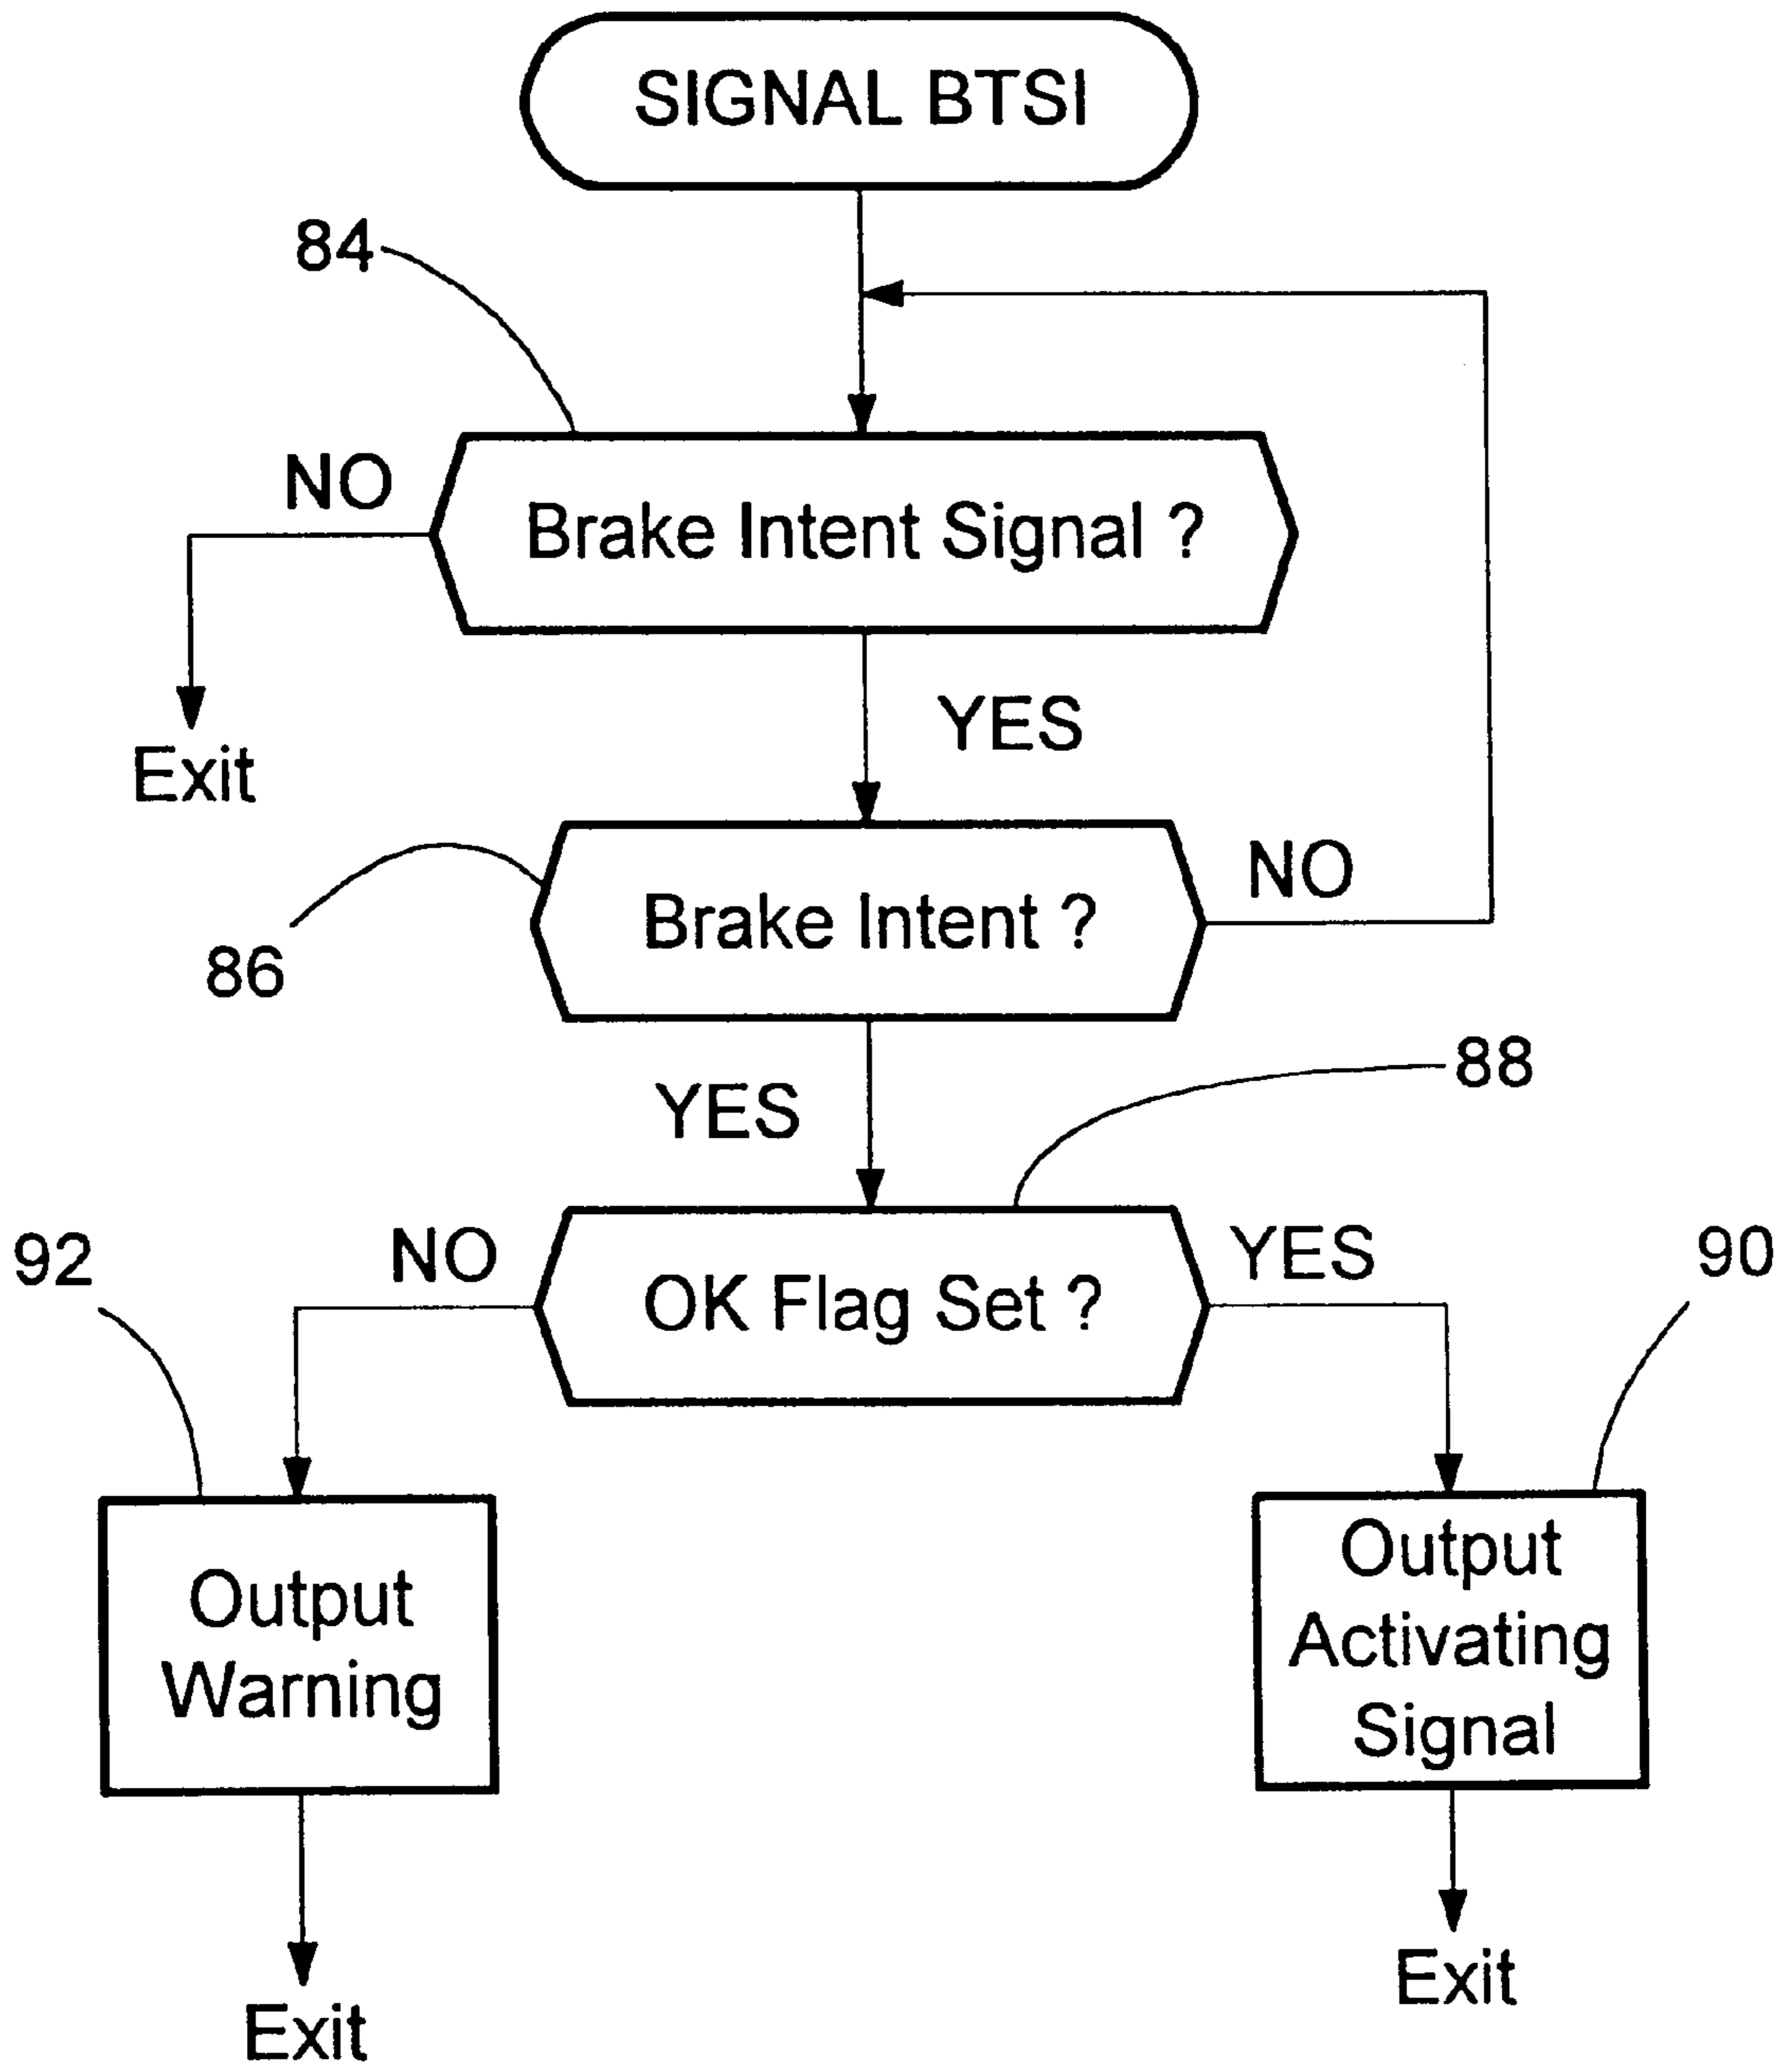 SIGNAL BTSI
84
NO
Brake Intent Signal ?
YES
Exit
NO
Brake Intent ?
86
88
YES
92
NO
YES
90
OK Flag Set ?
Output
Activating
Signal
Output
Warning
Exit
Exit